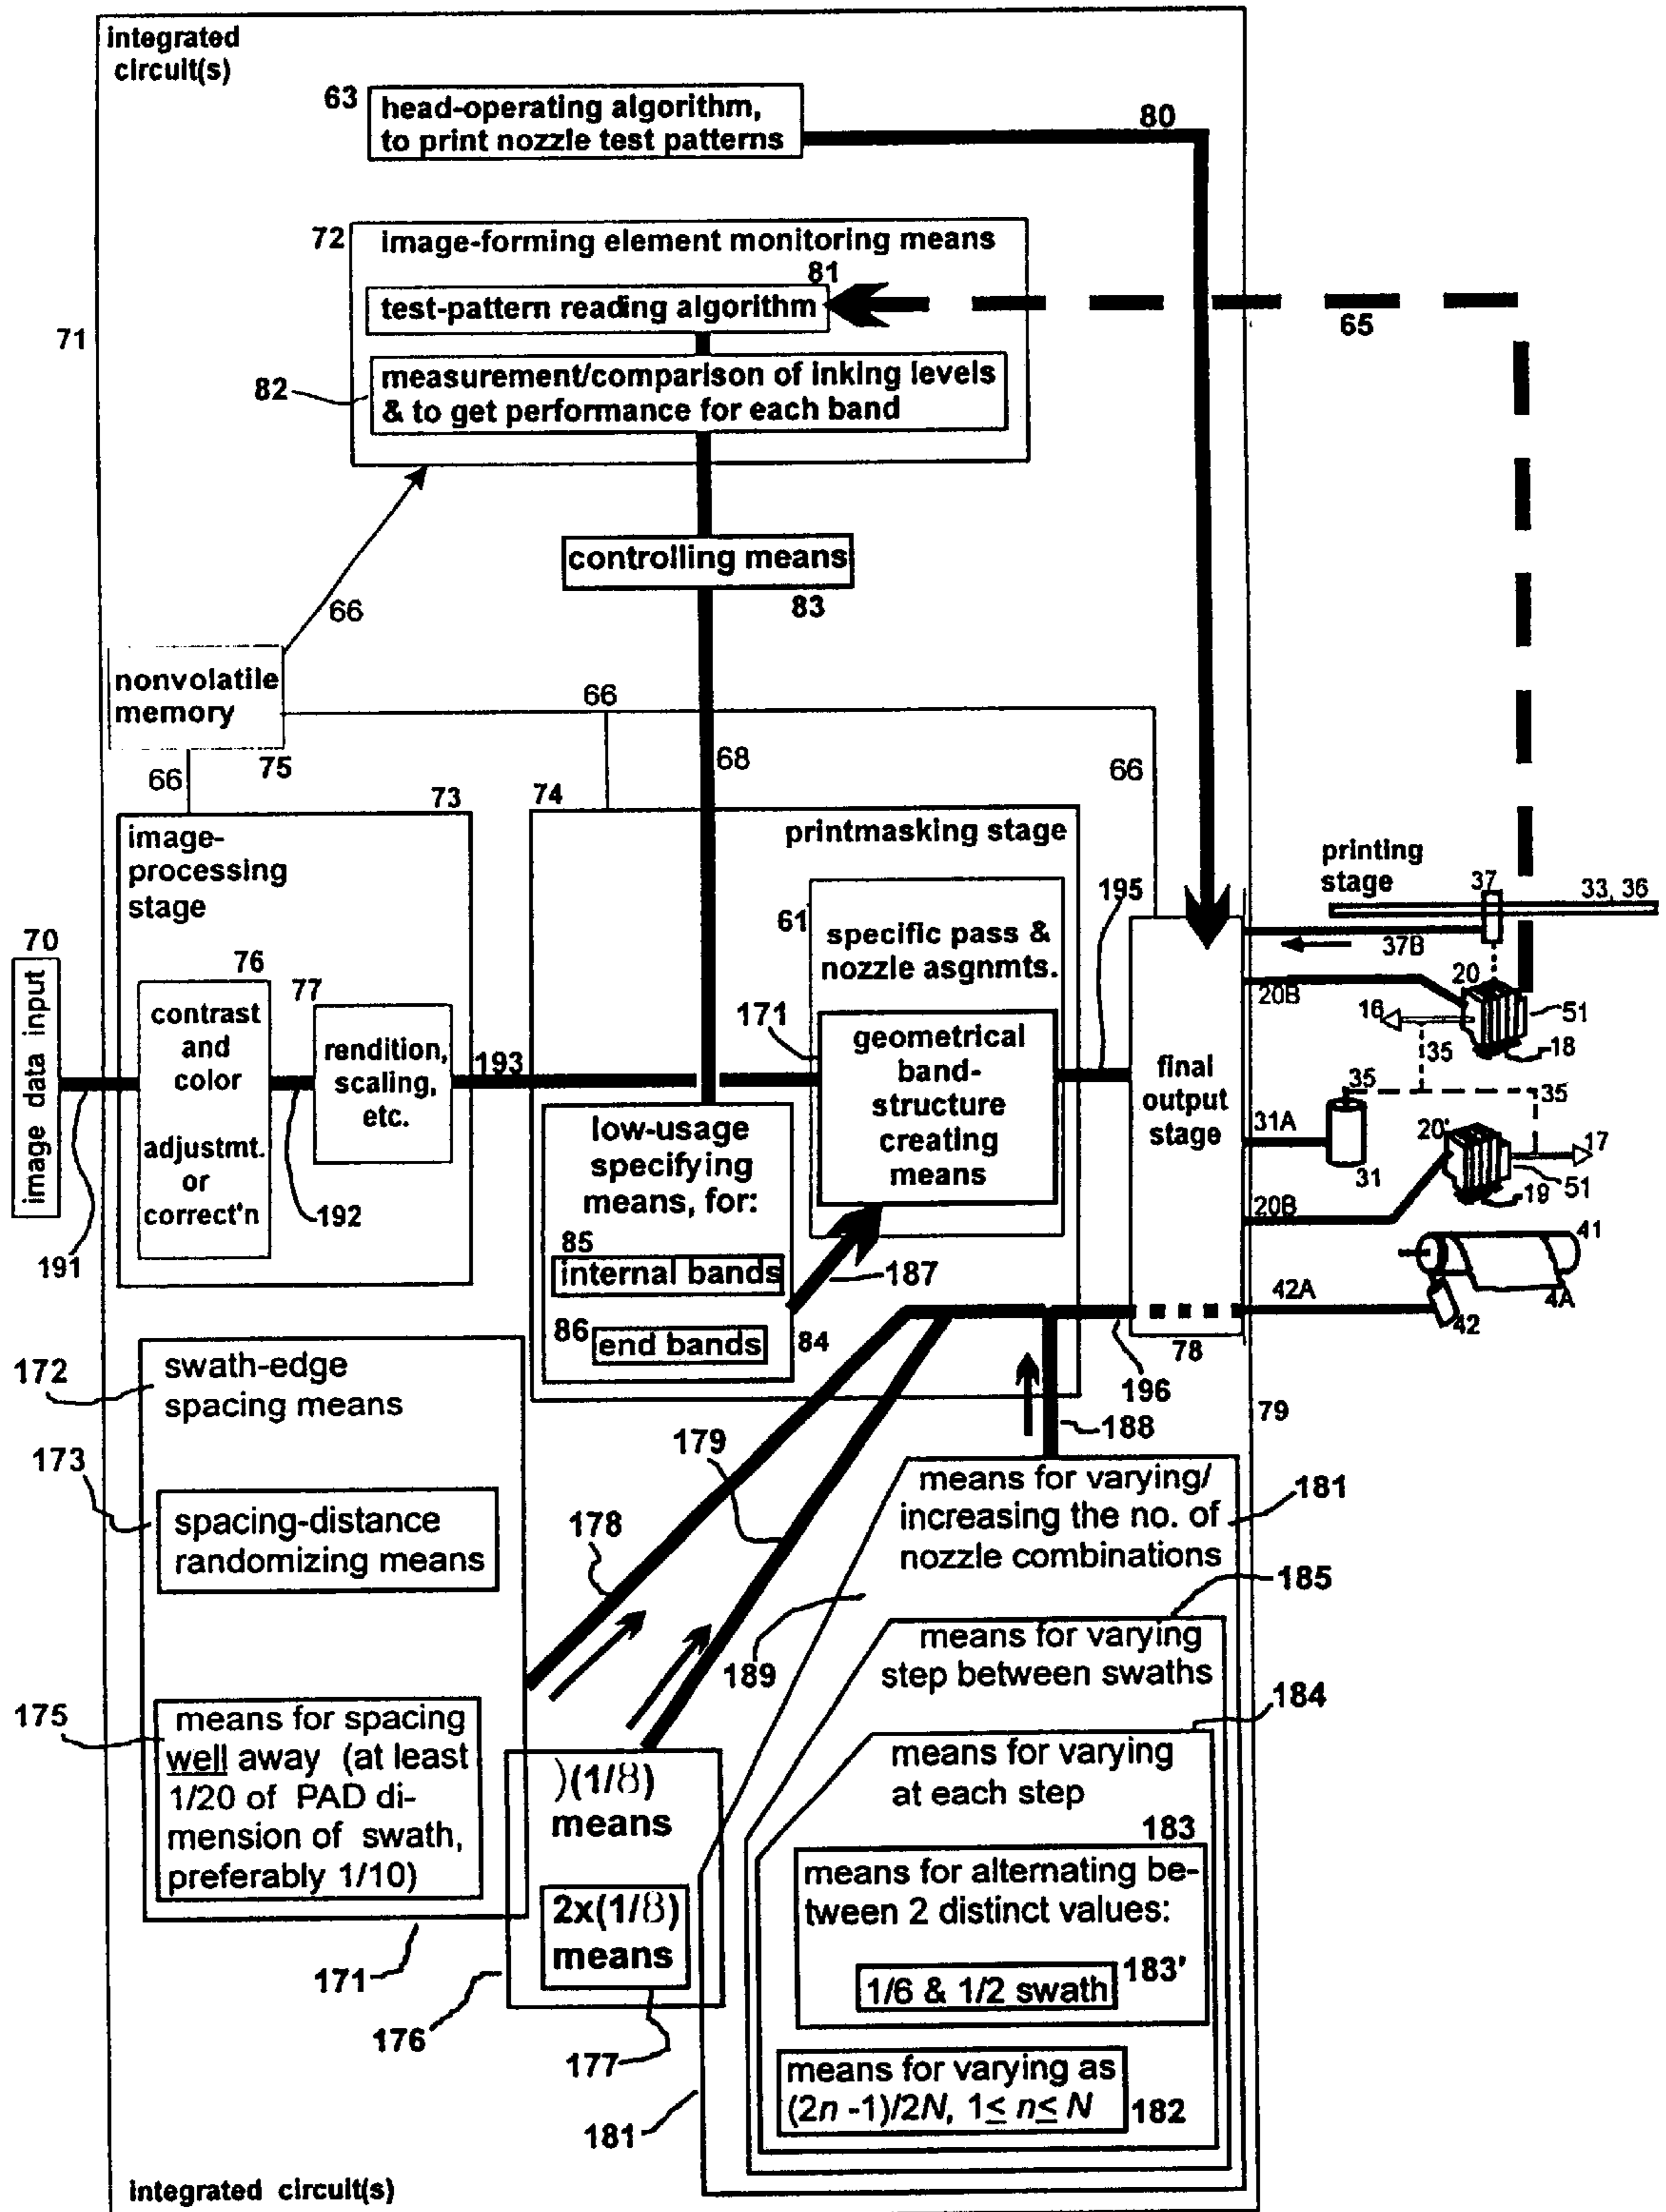 integrated
circuit(s)
63
head-operating algorithm,
to print nozzle test patterns
80
72
image-forming element monitoring means
81
test-pattern reading algorithm
65
71
82
measurement/comparison of inking levels
& to get performance for each band
controlling means
83
66
nonvolatile
memory
75
66
66
68
66
73
image-
processing
stage
74
printmasking stage
printing
stage
37
33, 36
37B
61
specific pass &
nozzle asgnmts.
195
70
image data input
76
contrast
and
color
adjustmt.
or
correct'n
77
rendition,
scaling,
etc.
193
171
geometrical
band-
structure
creating
means
final
output
stage
20B
20
16
51
18
35
35
35
31A
31
20'
17
51
19
20B
191
192
low-usage
specifying
means, for:
85
internal bands
86
end bands
84
187
41
42A
42
4A
78
196
79
172
swath-edge
spacing means
188
173
spacing-distance
randomizing means
178
179
means for varying/
increasing the no. of
nozzle combinations
181
189
185
means for varying
step between swaths
175
means for spacing
well away (at least
1/20 of PAD di-
mension of swath,
preferably 1/10)
184
means for varying
at each step
)(1/8)
means
2x(1/8)
means
183
means for alternating be-
tween 2 distinct values:
183'
1/6 & 1/2 swath
171
176
177
181
means for varying as
(2n -1)/2N, 1≤ n≤ N
182
integrated circuit(s)